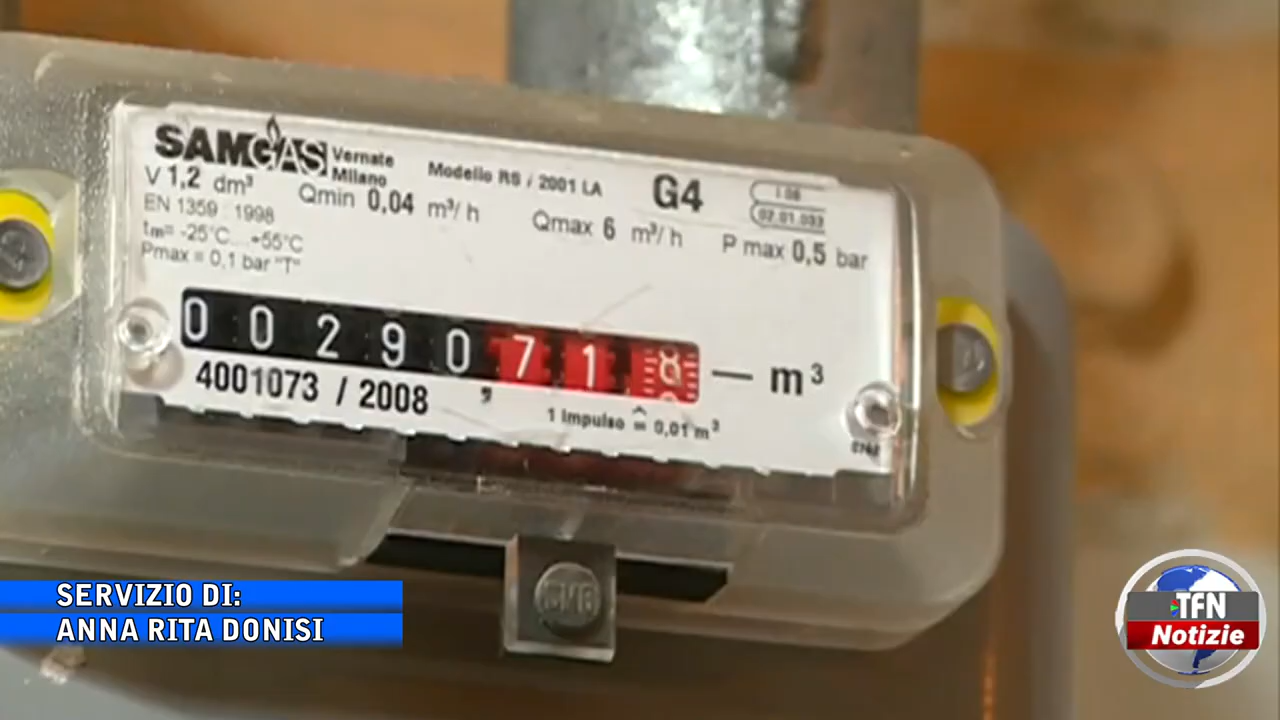 SAMGAS Vernate
Milano
Modello RS / 2001 LA
G4
V 1,2 dm³
Qmin 0,04 m³/h
Qmax 6 m³/h
P max 0,5 bar
EN 1359 : 1998
tm= -25°C...+55°C
Pmax = 0,1 bar "T"
0 0 2 9 0 7 1 8 — m³
4001073 / 2008 ,
1 Impulso ≙ 0,01 m³
SERVIZIO DI:
ANNA RITA DONISI
TFN
Notizie